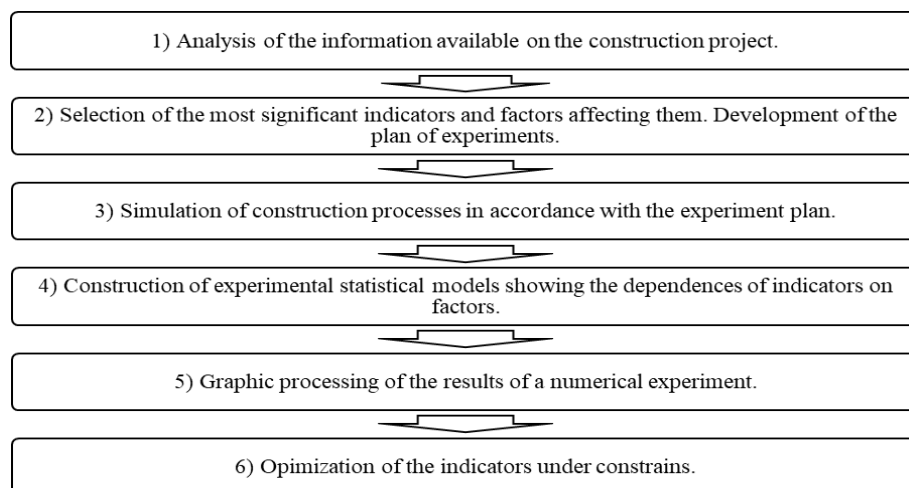 1) Analysis of the information available on the construction project.
2) Selection of the most significant indicators and factors affecting them. Development of the
plan of experiments.
3) Simulation of construction processes in accordance with the experiment plan.
4) Construction of experimental statistical models showing the dependences of indicators on
factors.
5) Graphic processing of the results of a numerical experiment.
6) Opimization of the indicators under constrains.